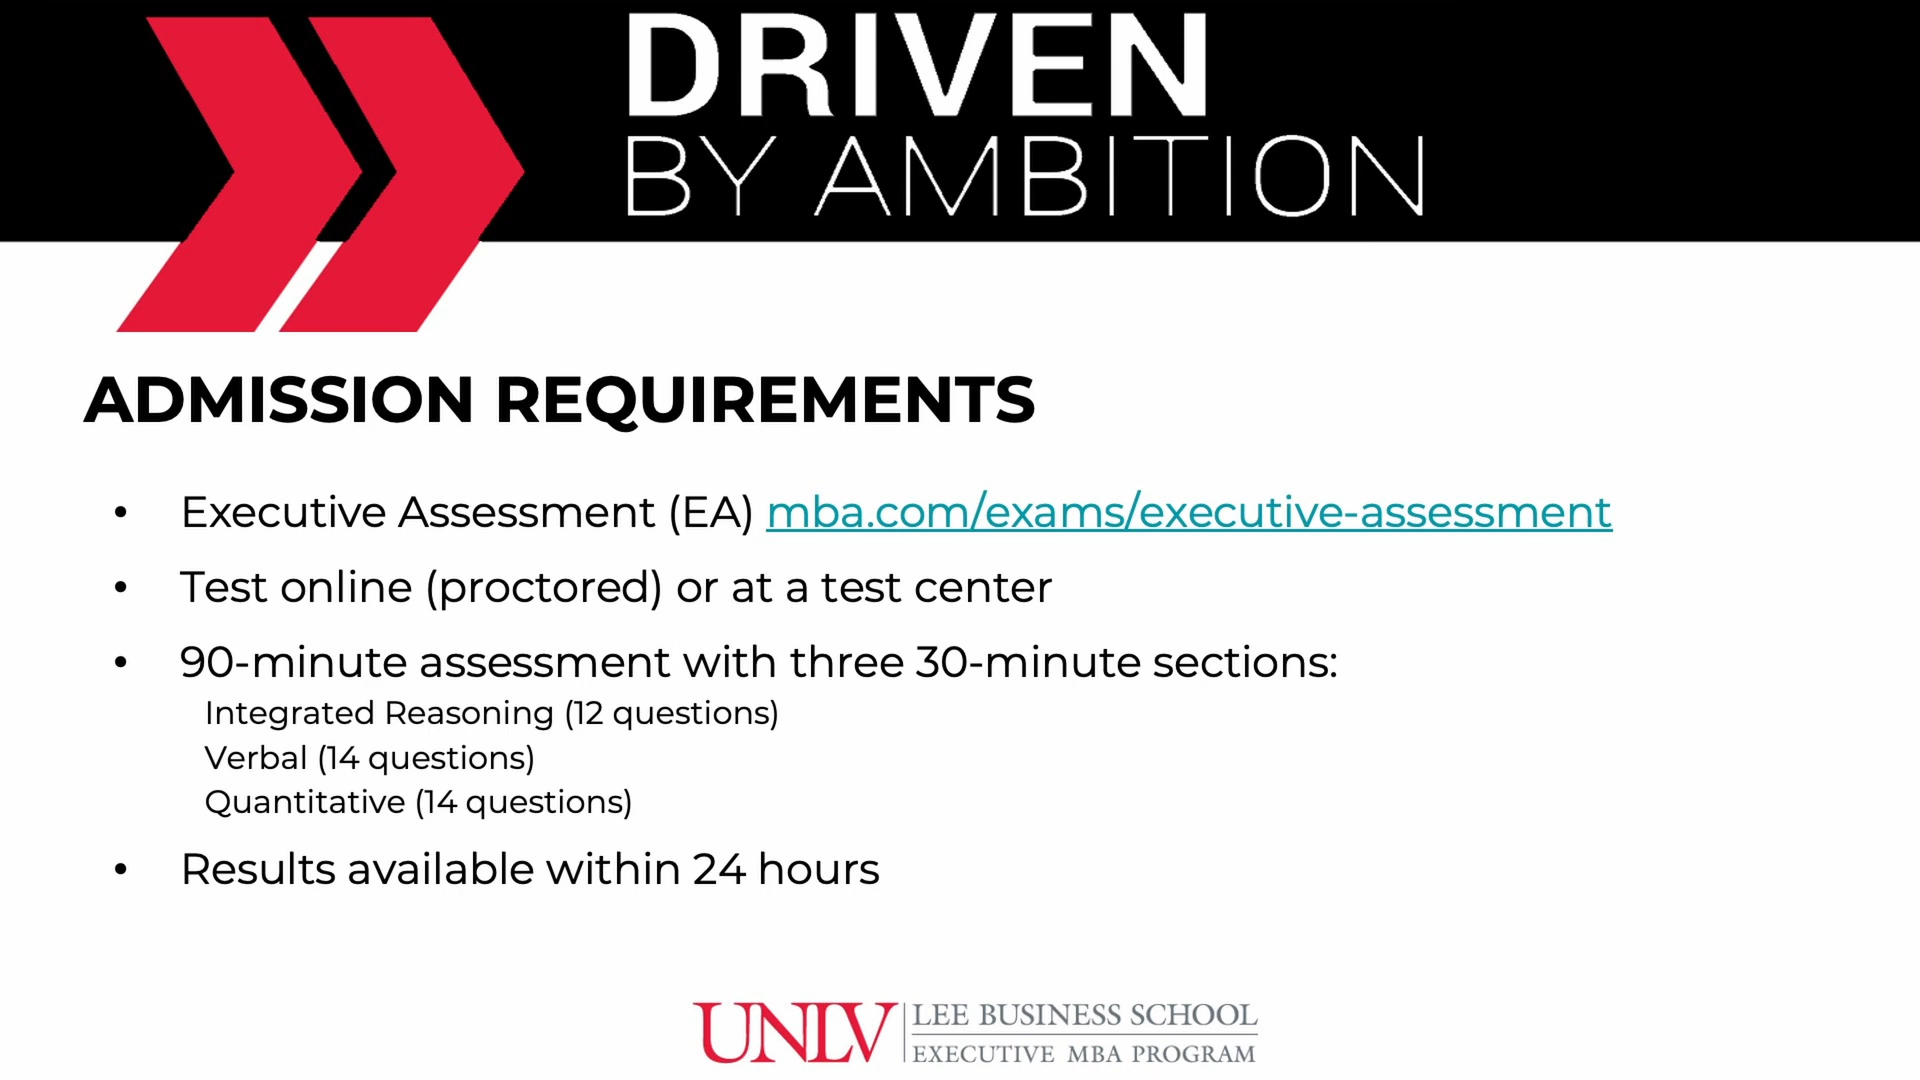 DRIVEN
BY AMBITION
ADMISSION REQUIREMENTS
• Executive Assessment (EA) mba.com/exams/executive-assessment
• Test online (proctored) or at a test center
• 90-minute assessment with three 30-minute sections:
Integrated Reasoning (12 questions)
Verbal (14 questions)
Quantitative (14 questions)
• Results available within 24 hours
UNLV LEE BUSINESS SCHOOL
EXECUTIVE MBA PROGRAM